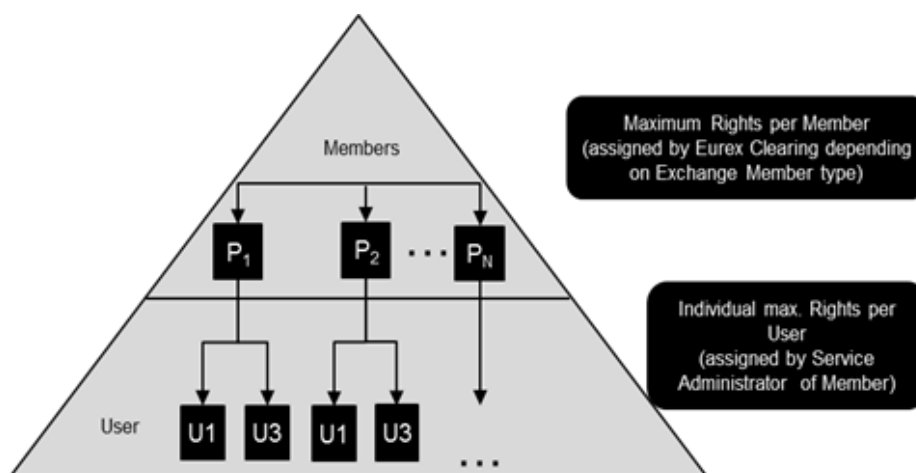 Members
P1
P2
...
PN
Maximum Rights per Member
(assigned by Eurex Clearing depending
on Exchange Member type)
User
U1
U3
U1
U3
...
Individual max. Rights per
User
(assigned by Service
Administrator of Member)